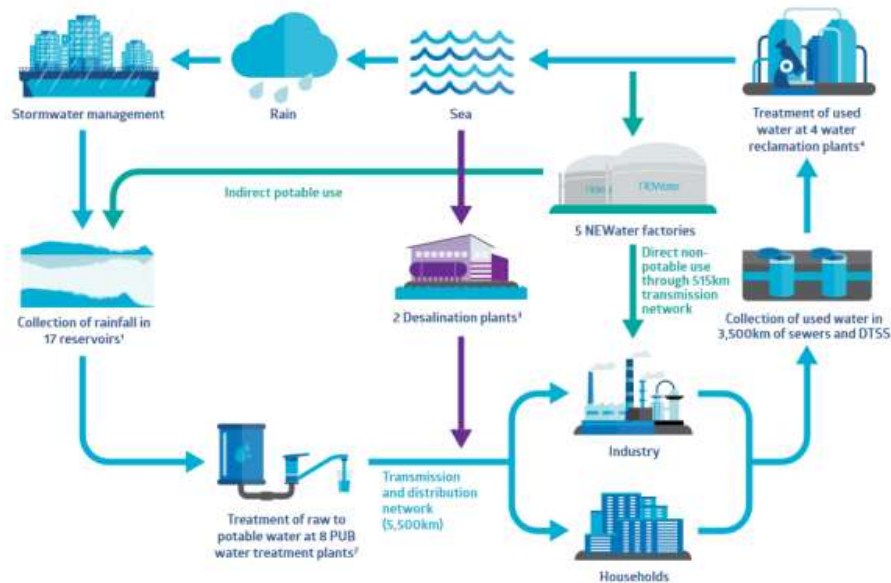 Stormwater management
Rain
Sea
Treatment of used
water at 4 water
reclamation plants⁴
Indirect potable use
NEWater
5 NEWater factories
Direct non-
potable use
through 515km
transmission
network
Collection of used water in
3,500km of sewers and DTSS
Collection of rainfall in
17 reservoirs¹
2 Desalination plants³
Industry
Transmission
and distribution
network
(5,500km)
Treatment of raw to
potable water at 8 PUB
water treatment plants²
Households